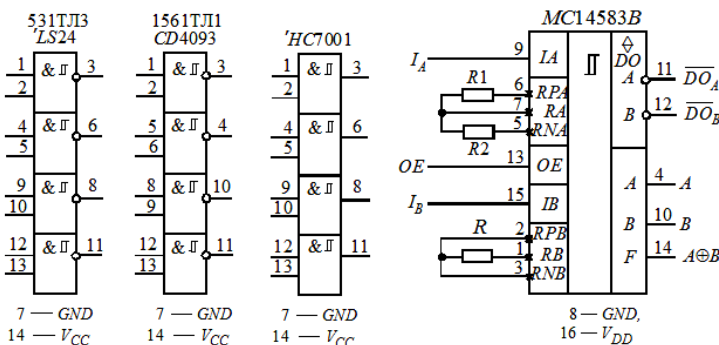 531ТЛ3
'LS24
&
1
2
3
&
4
5
6
&
9
10
8
&
12
13
11
7 — GND
14 — VCC
1561ТЛ1
CD4093
&
1
2
3
&
5
6
4
&
8
9
10
&
12
13
11
7 — GND
14 — VCC
'HC7001
&
1
2
3
&
4
5
6
&
9
10
8
&
12
13
11
7 — GND
14 — VCC
MC14583B
IA 9 IA
R1 6 RPA
7 RA
R2 5 RNA
OE 13 OE
IB 15 IB
R 2 RPB
1 RB
3 RNB
DO
A 11 DOA
B 12 DOB
A 4 A
B 10 B
F 14 A⊕B
8 — GND,
16 — VDD